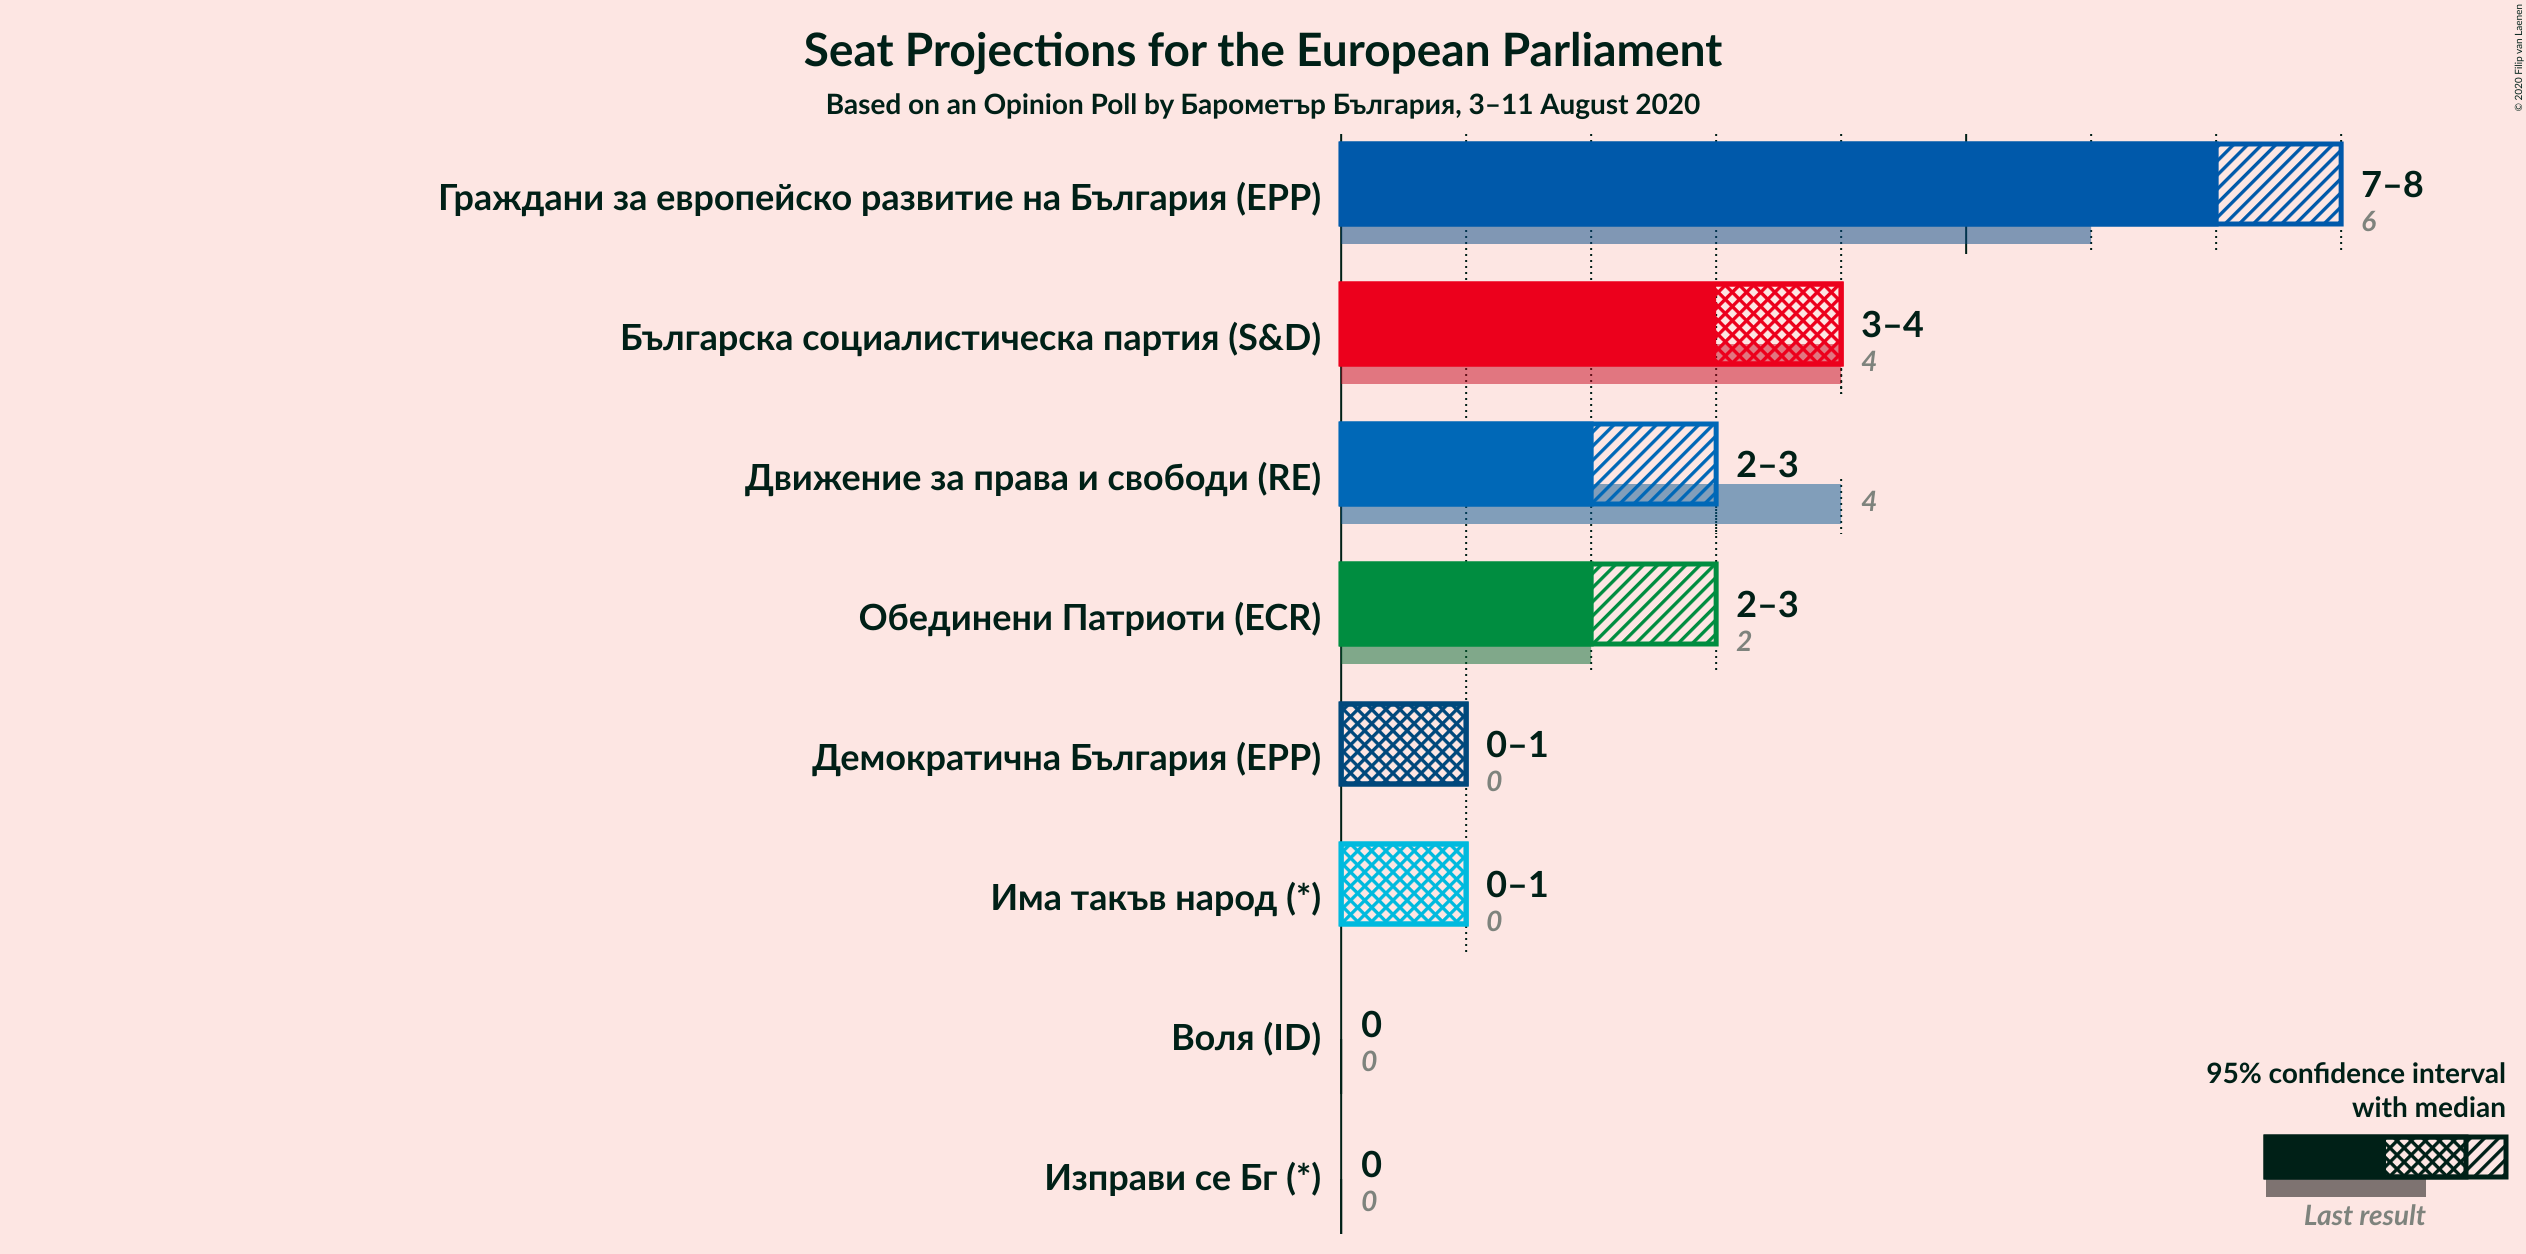 Seat Projections for the European Parliament
Based on an Opinion Poll by Барометър България, 3–11 August 2020
© 2020 Filip van Laenen
Граждани за европейско развитие на България (EPP)
7–8
6
Българска социалистическа партия (S&D)
3–4
4
Движение за права и свободи (RE)
2–3
4
Обединени Патриоти (ECR)
2–3
2
Демократична България (EPP)
0–1
0
Има такъв народ (*)
0–1
0
Воля (ID)
0
0
Изправи се Бг (*)
0
0
95% confidence interval
with median
Last result